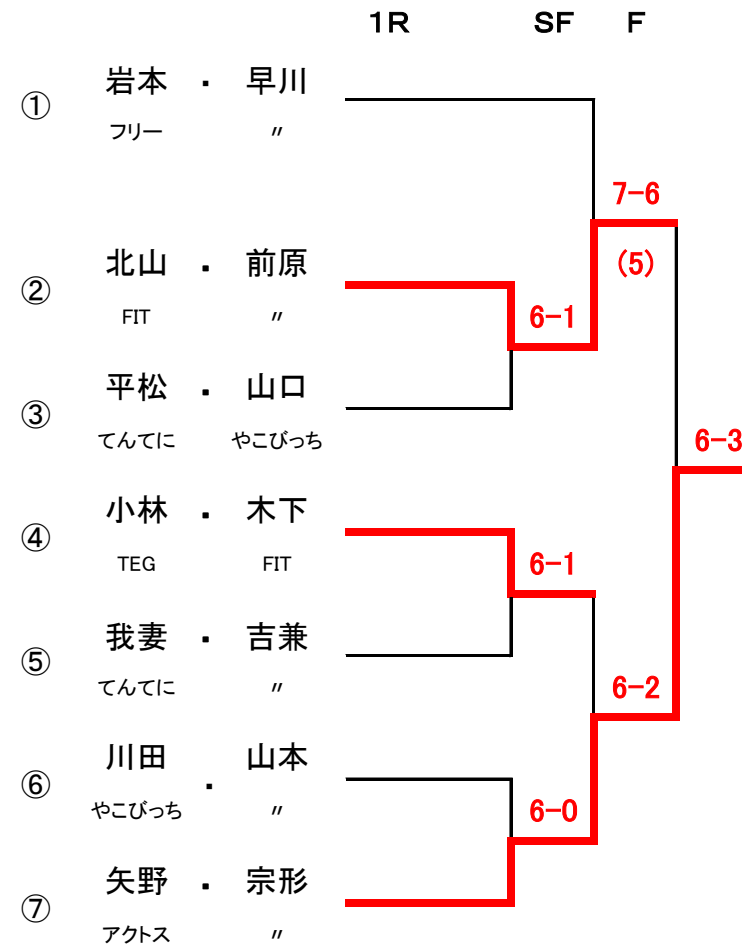 1R SF F
① 岩本 ・ 早川
フリー 〃
7-6
(5)
② 北山 ・ 前原
FIT 〃
6-1
③ 平松 ・ 山口
てんてに やこびっち
6-3
④ 小林 ・ 木下
TEG FIT
6-1
⑤ 我妻 ・ 吉兼
てんてに 〃
6-2
⑥ 川田 ・ 山本
やこびっち 〃
6-0
⑦ 矢野 ・ 宗形
アクトス 〃